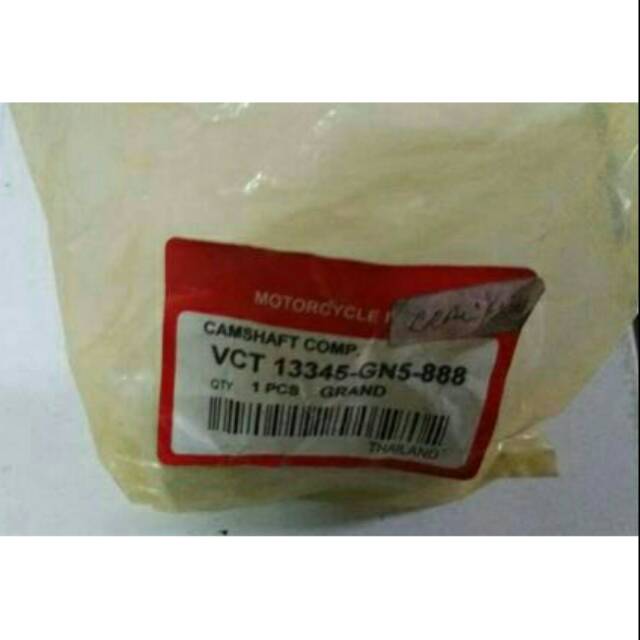 MOTORCYCLE
CAMSHAFT COMP.
VCT 13345-GN5-888
QTY 1 PCS GRAND
THAILAND